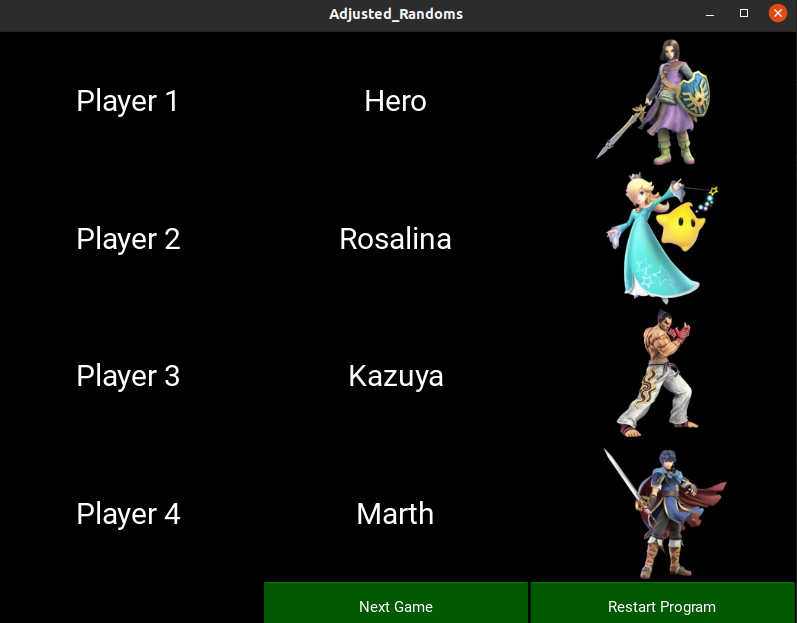 Adjusted_Randoms
Player 1 Hero
Player 2 Rosalina
Player 3 Kazuya
Player 4 Marth
Next Game Restart Program